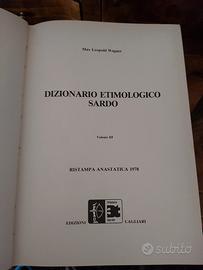 Max Leopold Wagner
DIZIONARIO ETIMOLOGICO
SARDO
Volume III
RISTAMPA ANASTATICA 1978
EDIZIONI
CAGLIARI
subito